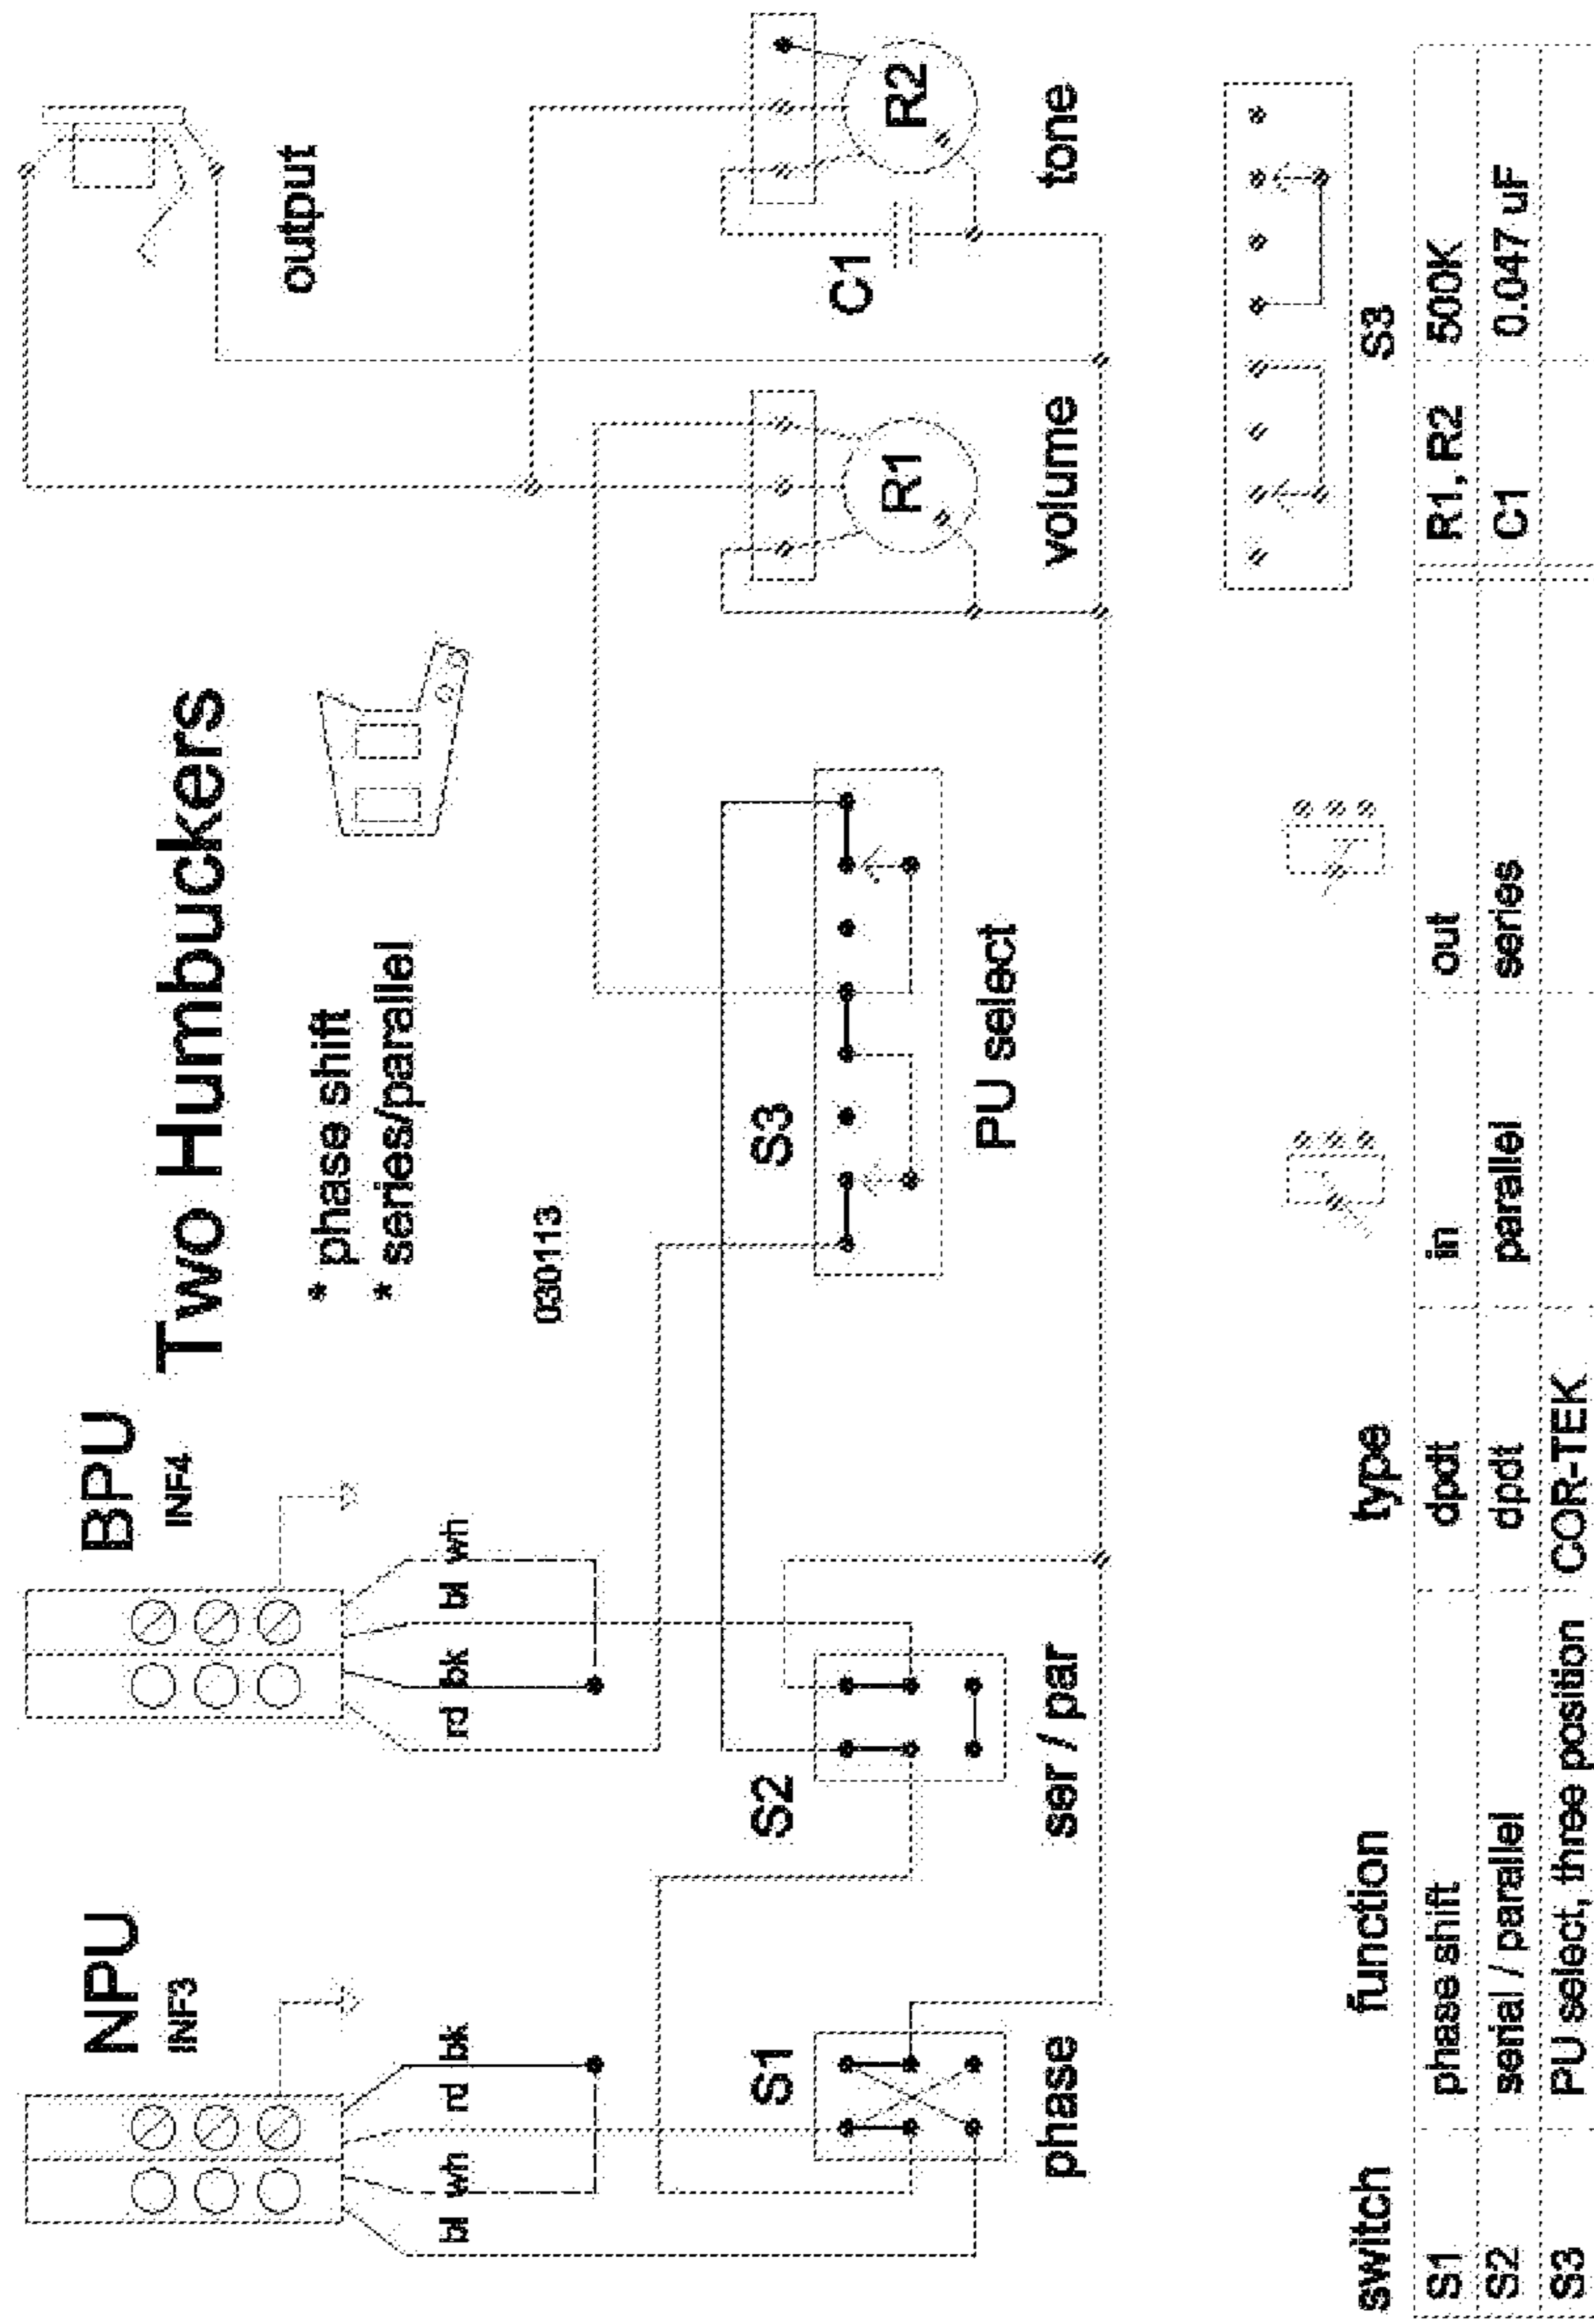 Two Humbuckers
* phase shift
* series/parallel
030113
NPU
INF3
bl wh rd bk
BPU
INF4
rd bk bl wh
output
S1
phase
S2
ser / par
S3
PU select
R1
volume
C1
R2
tone
S3
switch function type
S1 phase shift dpdt in out R1, R2 500K
S2 serial / parallel dpdt parallel series C1 0.047 uF
S3 PU select, three position COR-TEK